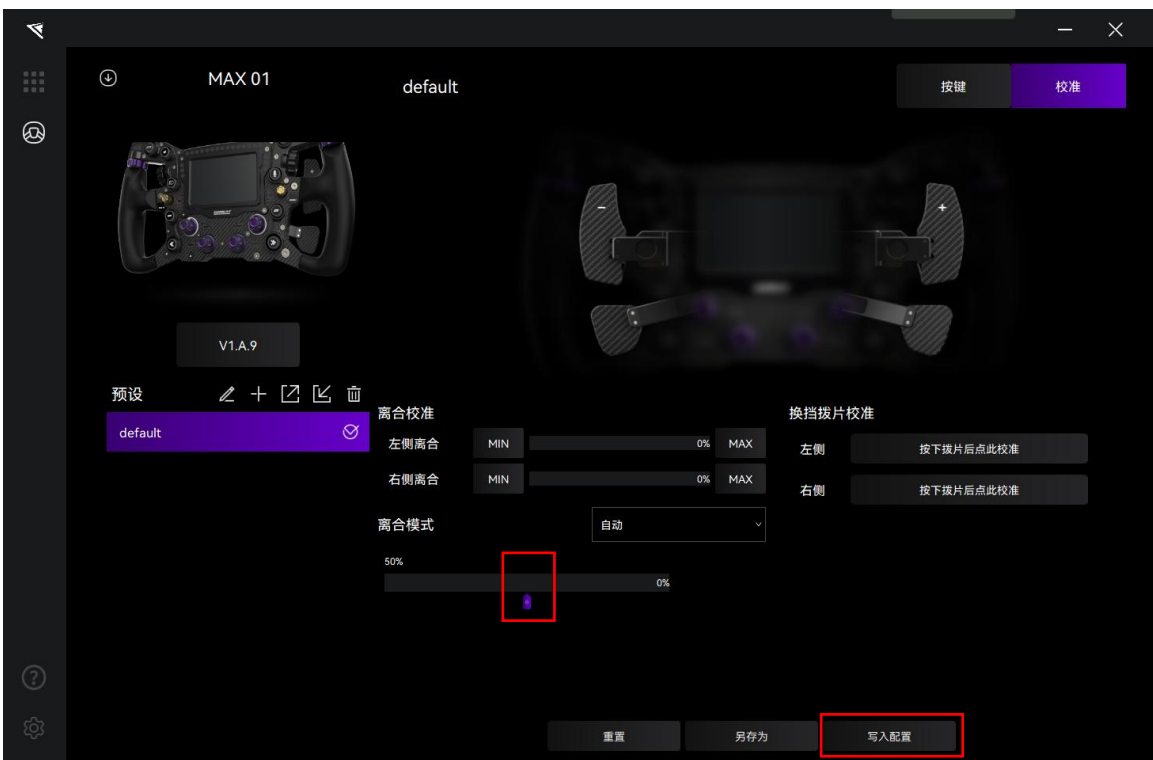 MAX 01
default
按键
校准
-
+
V1.A.9
预设
default
离合校准
左侧离合 MIN 0% MAX
右侧离合 MIN 0% MAX
离合模式 自动
50%
0%
换挡拨片校准
左侧 按下拨片后点此校准
右侧 按下拨片后点此校准
重置
另存为
写入配置